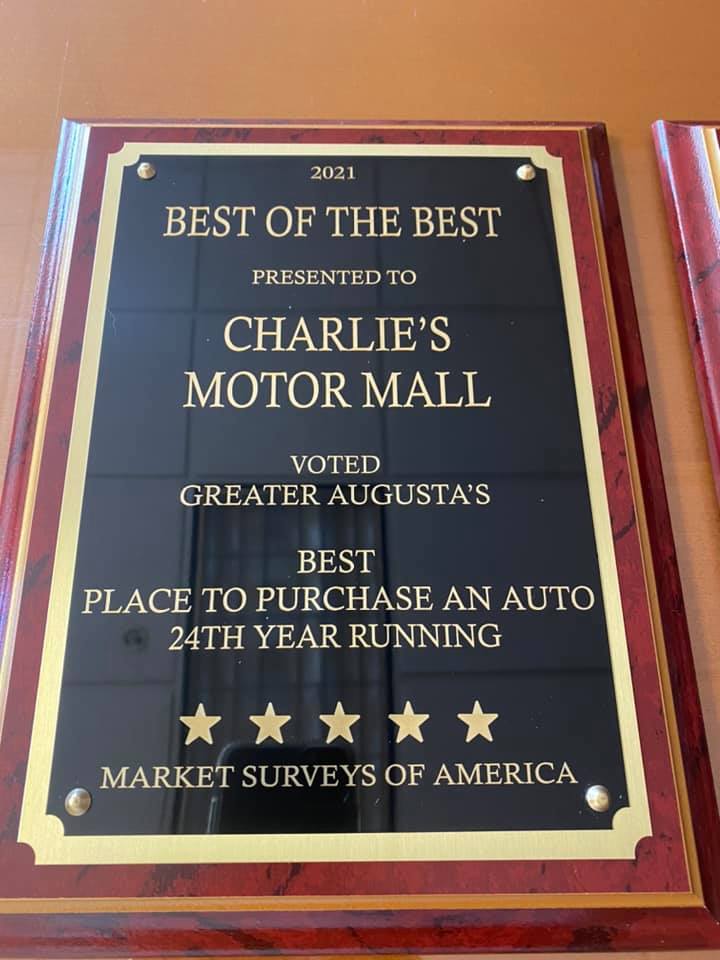 2021
BEST OF THE BEST
PRESENTED TO
CHARLIE'S
MOTOR MALL
VOTED
GREATER AUGUSTA'S
BEST
PLACE TO PURCHASE AN AUTO
24TH YEAR RUNNING
MARKET SURVEYS OF AMERICA